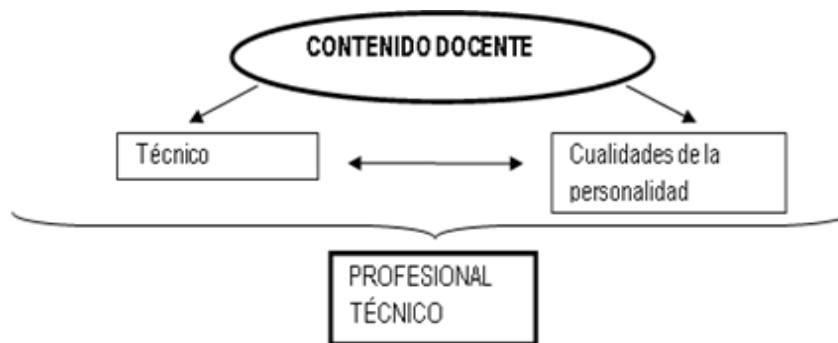 CONTENIDO DOCENTE
Técnico
Cualidades de la
personalidad
PROFESIONAL
TÉCNICO